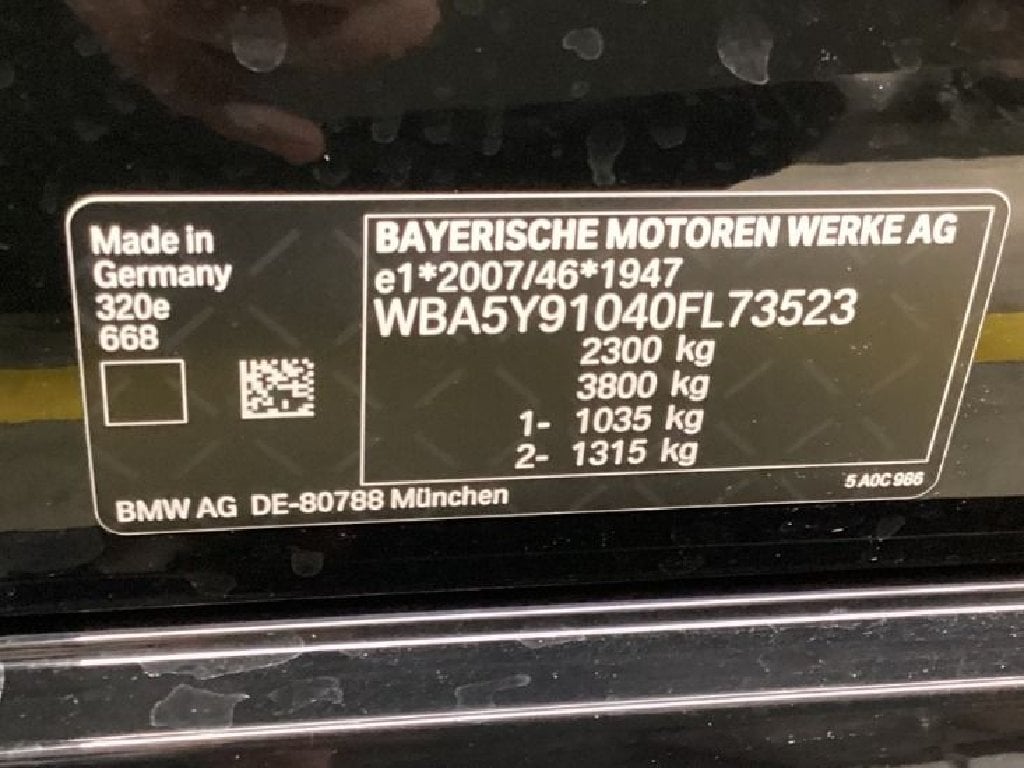 Made in
Germany
320e
668
BAYERISCHE MOTOREN WERKE AG
e1*2007/46*1947
WBA5Y91040FL73523
2300 kg
3800 kg
1- 1035 kg
2- 1315 kg
5 A0C 966
BMW AG DE-80788 München